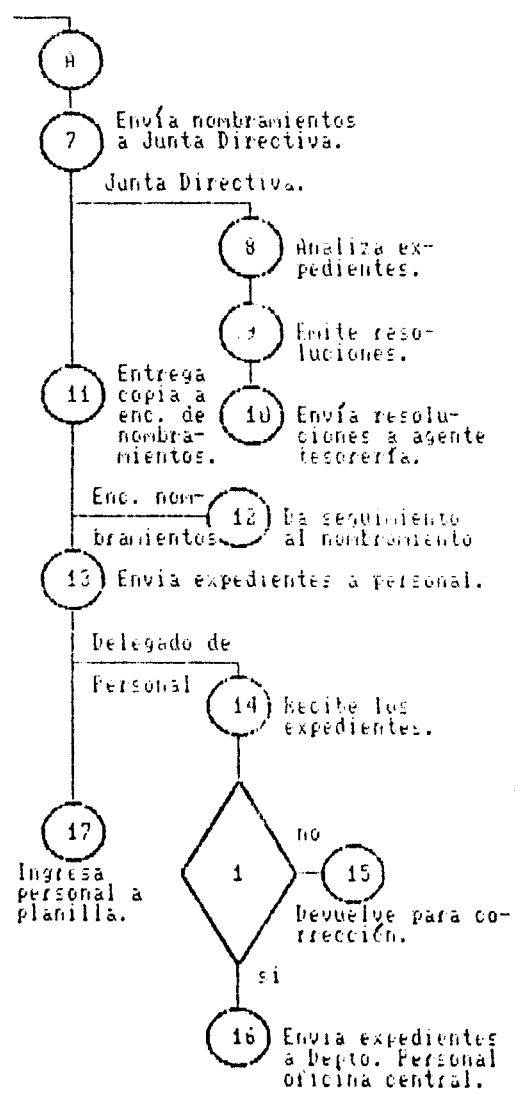 A
7
Envía nombramientos
a Junta Directiva.
Junta Directiva.
8
Analiza ex-
pedientes.
9
Emite reso-
luciones.
11
Entrega
copia a
enc. de
nombra-
mientos.
10
Envía resolu-
ciones a agente
tesorería.
Enc. nom-
bramientos
12
Da seguimiento
al nombramiento
13
Envia expedientes a personal.
Delegado de
Personal
14
Recibe los
expedientes.
17
Ingresa
personal a
planilla.
1
no
15
Devuelve para co-
rrección.
si
16
Envia expedientes
a Depto. Personal
oficina central.